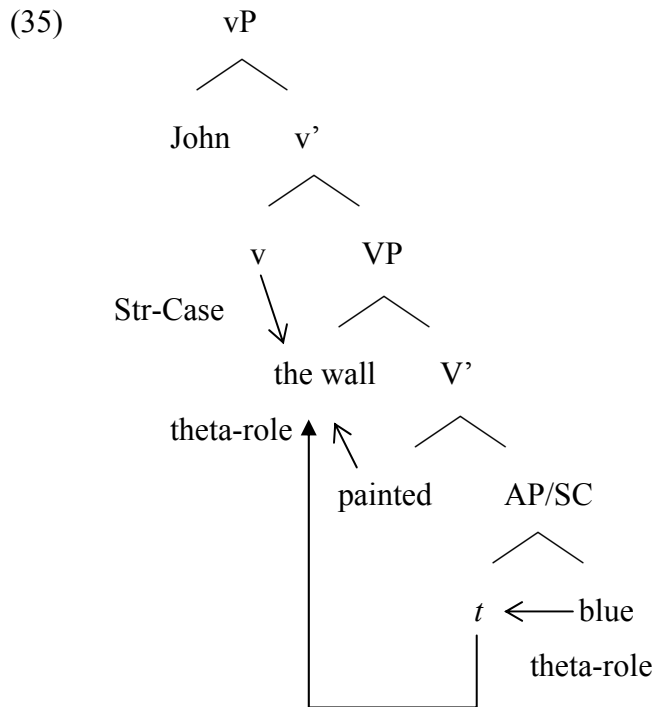 (35) vP
John v’
v VP
Str-Case
the wall V’
theta-role
painted AP/SC
t blue
theta-role